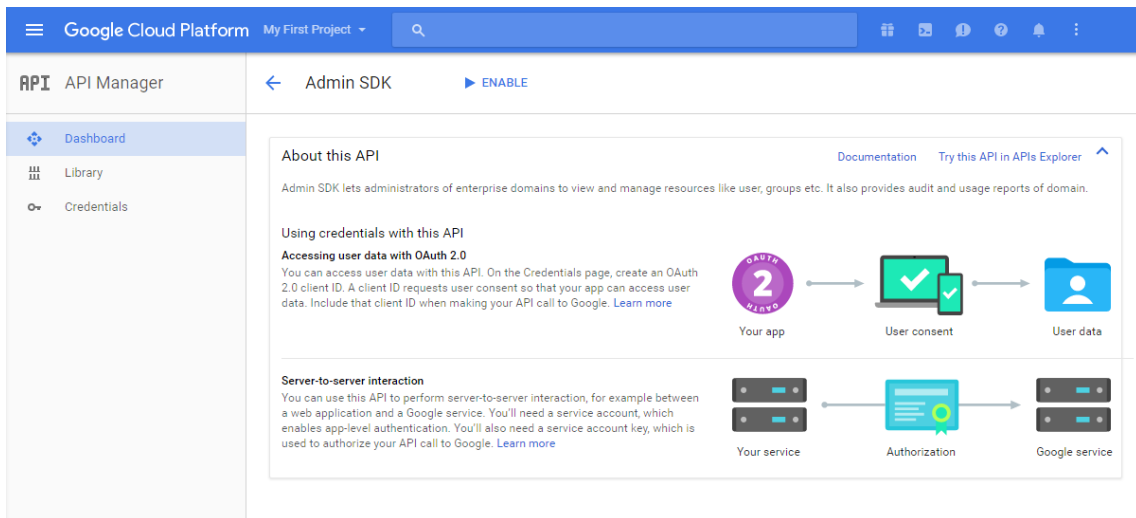 Google Cloud Platform My First Project
API API Manager
Admin SDK ENABLE
Dashboard
Library
Credentials
About this API
Documentation Try this API in APIs Explorer
Admin SDK lets administrators of enterprise domains to view and manage resources like user, groups etc. It also provides audit and usage reports of domain.
Using credentials with this API
Accessing user data with OAuth 2.0
You can access user data with this API. On the Credentials page, create an OAuth
2.0 client ID. A client ID requests user consent so that your app can access user
data. Include that client ID when making your API call to Google. Learn more
OAUTH
2
OAUTH
Your app User consent User data
Server-to-server interaction
You can use this API to perform server-to-server interaction, for example between
a web application and a Google service. You'll need a service account, which
enables app-level authentication. You'll also need a service account key, which is
used to authorize your API call to Google. Learn more
Your service Authorization Google service